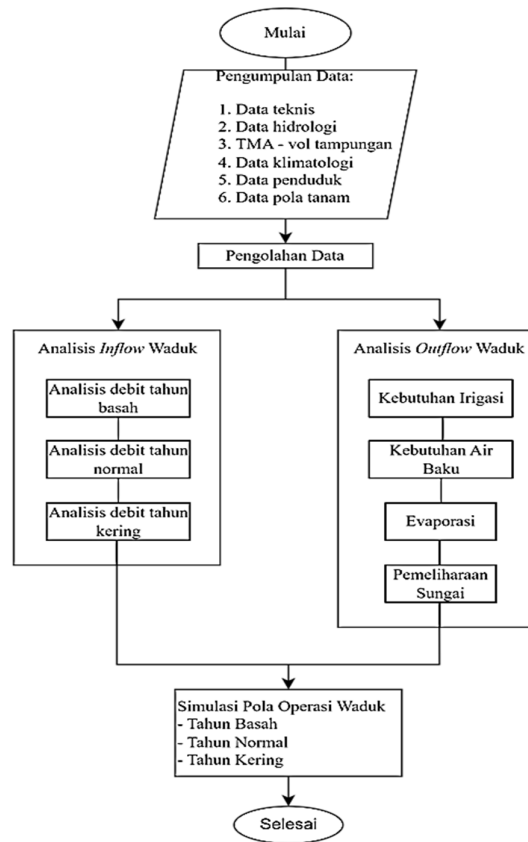 Mulai
Pengumpulan Data:
1. Data teknis
2. Data hidrologi
3. TMA - vol tampungan
4. Data klimatologi
5. Data penduduk
6. Data pola tanam
Pengolahan Data
Analisis Inflow Waduk
Analisis debit tahun
basah
Analisis debit tahun
normal
Analisis debit tahun
kering
Analisis Outflow Waduk
Kebutuhan Irigasi
Kebutuhan Air
Baku
Evaporasi
Pemeliharaan
Sungai
Simulasi Pola Operasi Waduk
- Tahun Basah
- Tahun Normal
- Tahun Kering
Selesai